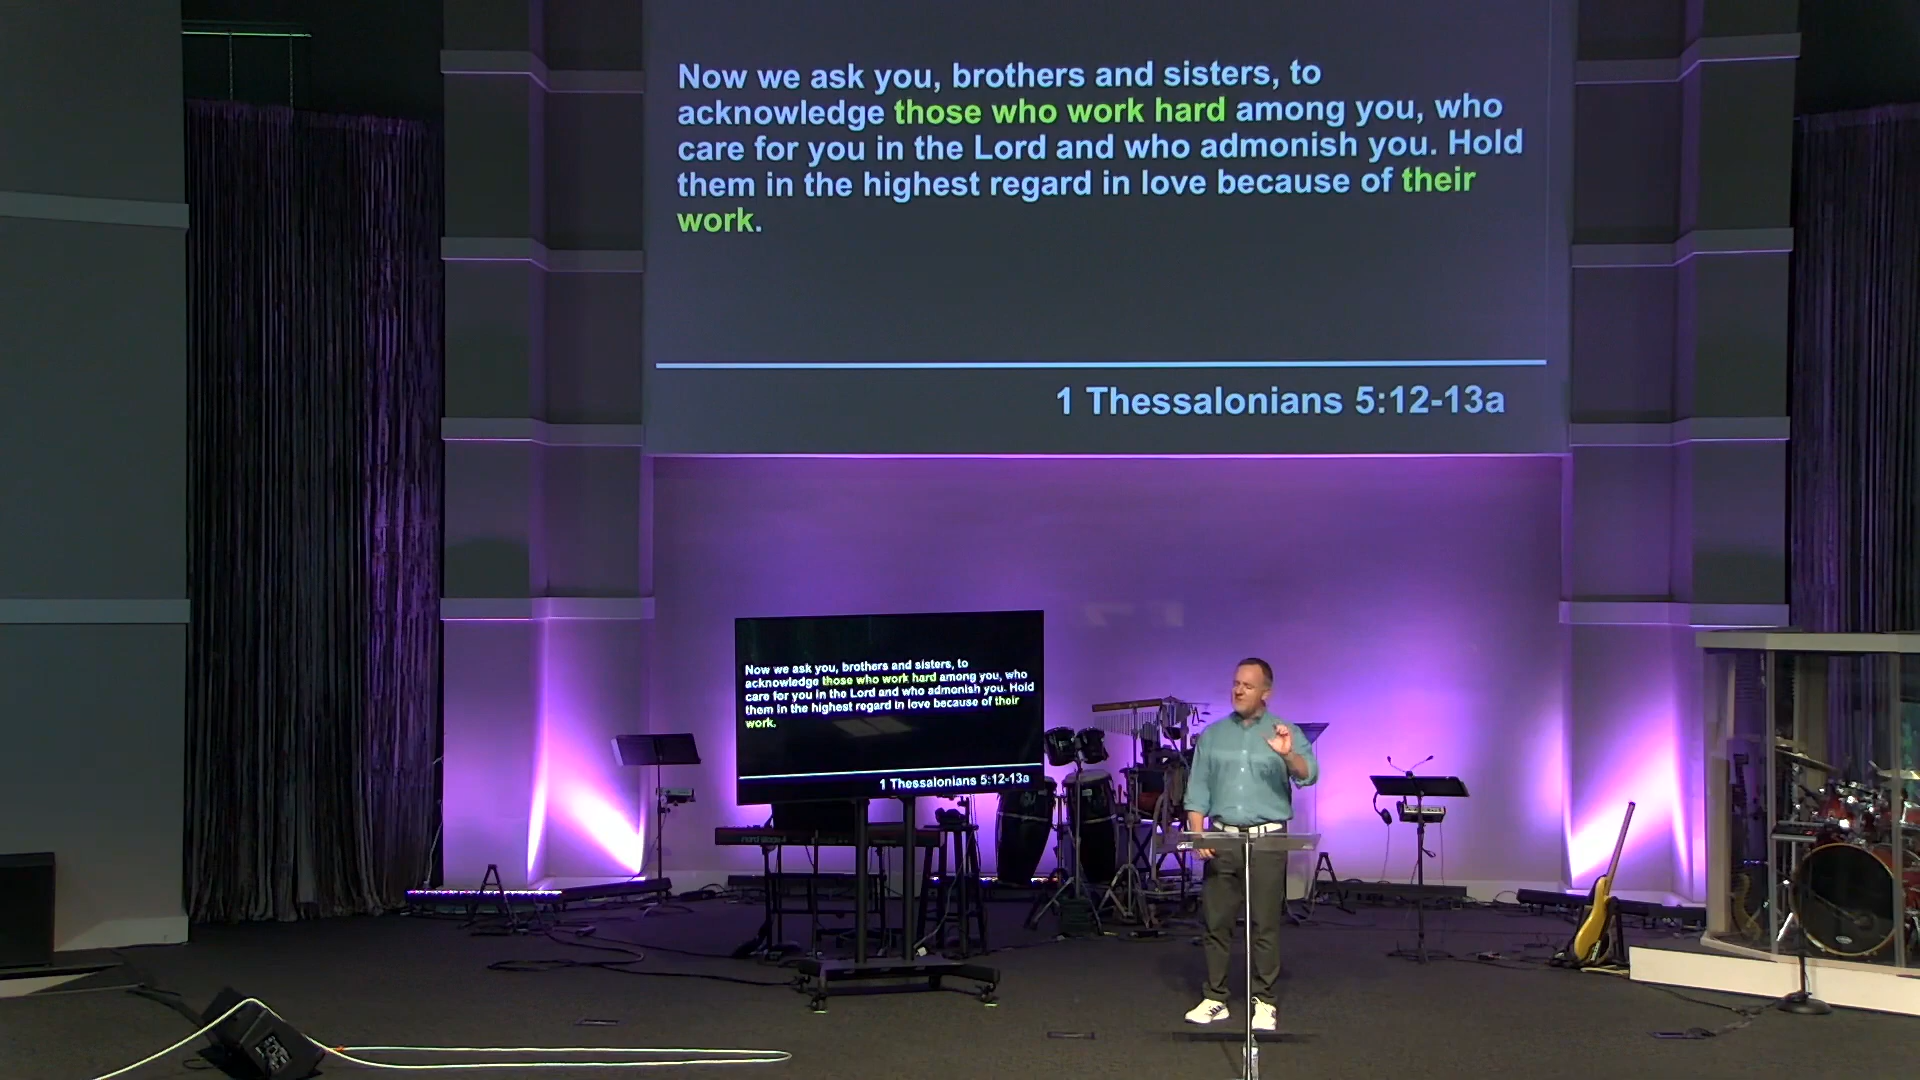 Now we ask you, brothers and sisters, to
acknowledge those who work hard among you, who
care for you in the Lord and who admonish you. Hold
them in the highest regard in love because of their
work.
1 Thessalonians 5:12-13a
Now we ask you, brothers and sisters, to
acknowledge those who work hard among you, who
care for you in the Lord and who admonish you. Hold
them in the highest regard in love because of their
work.
1 Thessalonians 5:12-13a